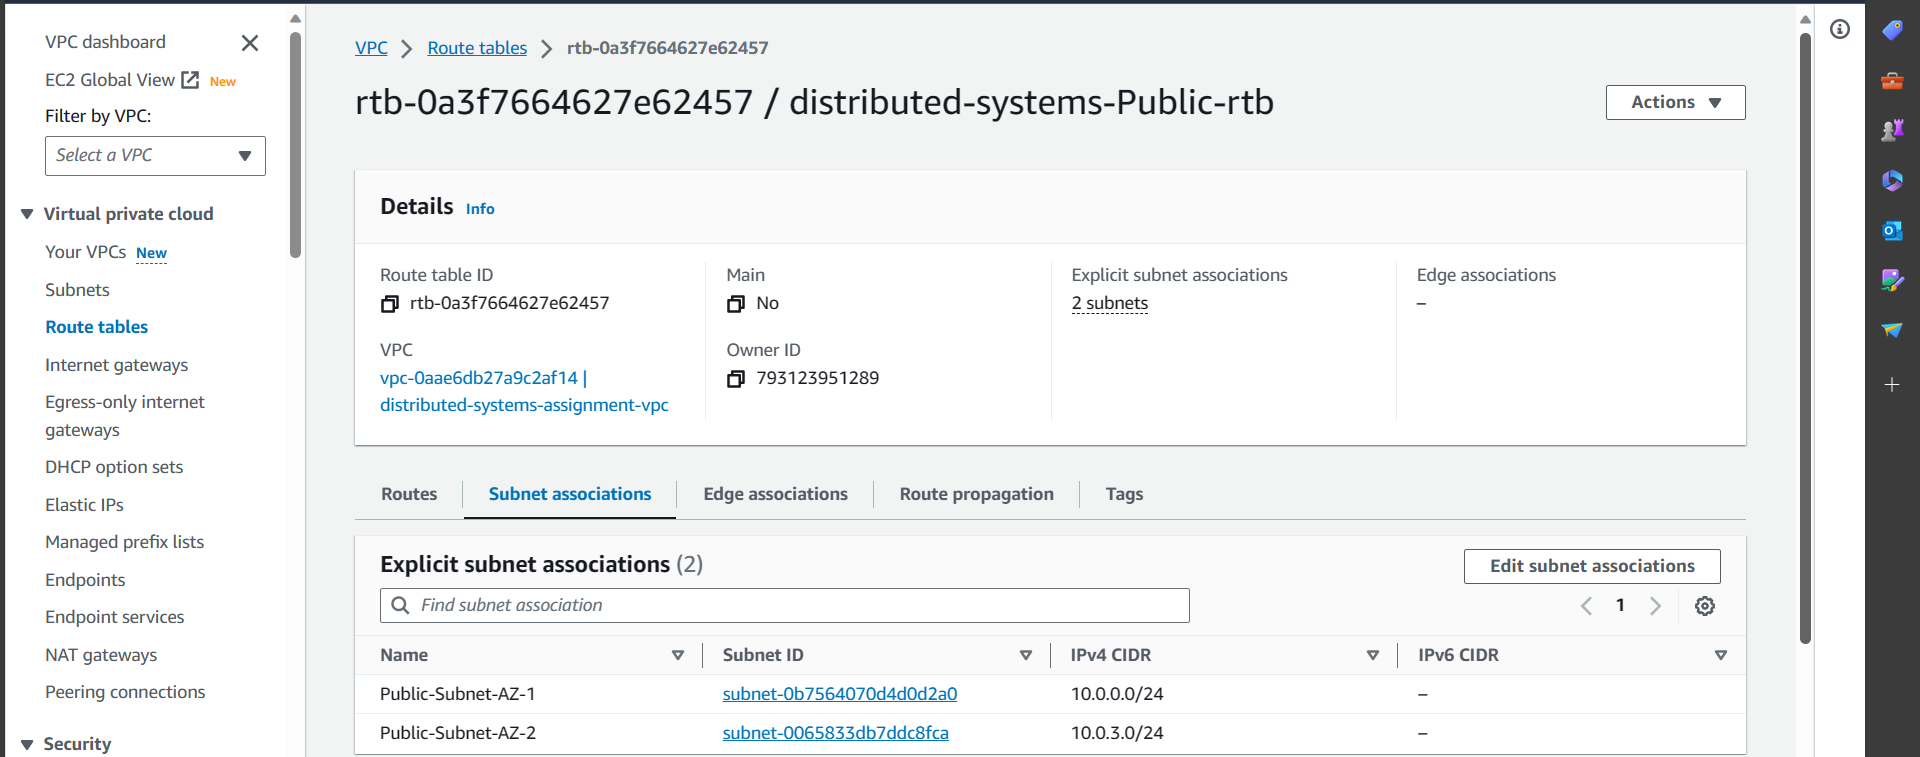 VPC dashboard
EC2 Global View New
Filter by VPC:
Select a VPC
Virtual private cloud
Your VPCs New
Subnets
Route tables
Internet gateways
Egress-only internet
gateways
DHCP option sets
Elastic IPs
Managed prefix lists
Endpoints
Endpoint services
NAT gateways
Peering connections
Security
VPC > Route tables > rtb-0a3f7664627e62457
rtb-0a3f7664627e62457 / distributed-systems-Public-rtb
Actions
Details Info
Route table ID
rtb-0a3f7664627e62457
Main
No
Explicit subnet associations
2 subnets
Edge associations
–
VPC
vpc-0aae6db27a9c2af14 |
distributed-systems-assignment-vpc
Owner ID
793123951289
Routes Subnet associations Edge associations Route propagation Tags
Explicit subnet associations (2)
Edit subnet associations
Find subnet association
1
Name Subnet ID IPv4 CIDR IPv6 CIDR
Public-Subnet-AZ-1 subnet-0b7564070d4d0d2a0 10.0.0.0/24 –
Public-Subnet-AZ-2 subnet-0065833db7ddc8fca 10.0.3.0/24 –